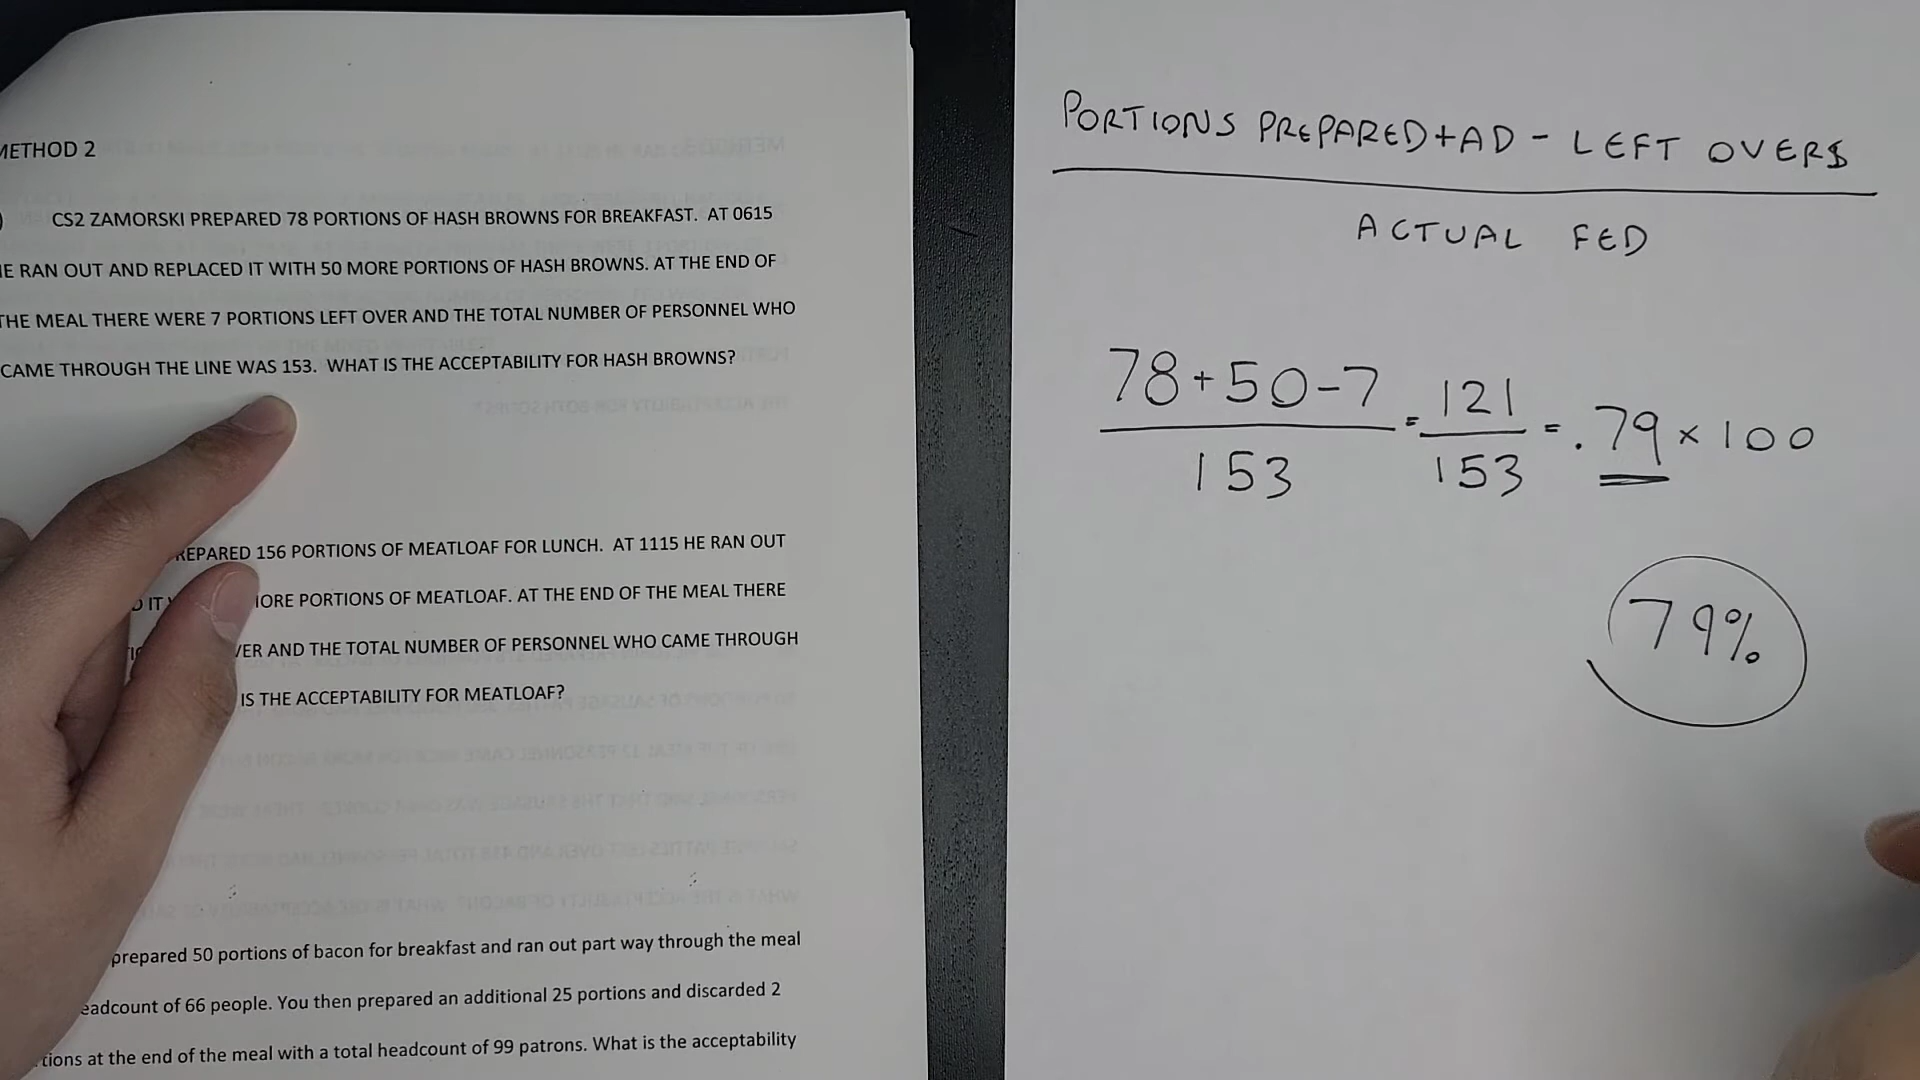 METHOD 2
) CS2 ZAMORSKI PREPARED 78 PORTIONS OF HASH BROWNS FOR BREAKFAST. AT 0615
RAN OUT AND REPLACED IT WITH 50 MORE PORTIONS OF HASH BROWNS. AT THE END OF
THE MEAL THERE WERE 7 PORTIONS LEFT OVER AND THE TOTAL NUMBER OF PERSONNEL WHO
CAME THROUGH THE LINE WAS 153. WHAT IS THE ACCEPTABILITY FOR HASH BROWNS?
PREPARED 156 PORTIONS OF MEATLOAF FOR LUNCH. AT 1115 HE RAN OUT
IT MORE PORTIONS OF MEATLOAF. AT THE END OF THE MEAL THERE
OVER AND THE TOTAL NUMBER OF PERSONNEL WHO CAME THROUGH
IS THE ACCEPTABILITY FOR MEATLOAF?
prepared 50 portions of bacon for breakfast and ran out part way through the meal
headcount of 66 people. You then prepared an additional 25 portions and discarded 2
portions at the end of the meal with a total headcount of 99 patrons. What is the acceptability
PORTIONS PREPARED+AD - LEFT OVERS
ACTUAL FED
78+50-7 = 121 = .79 x 100
153 153
79%